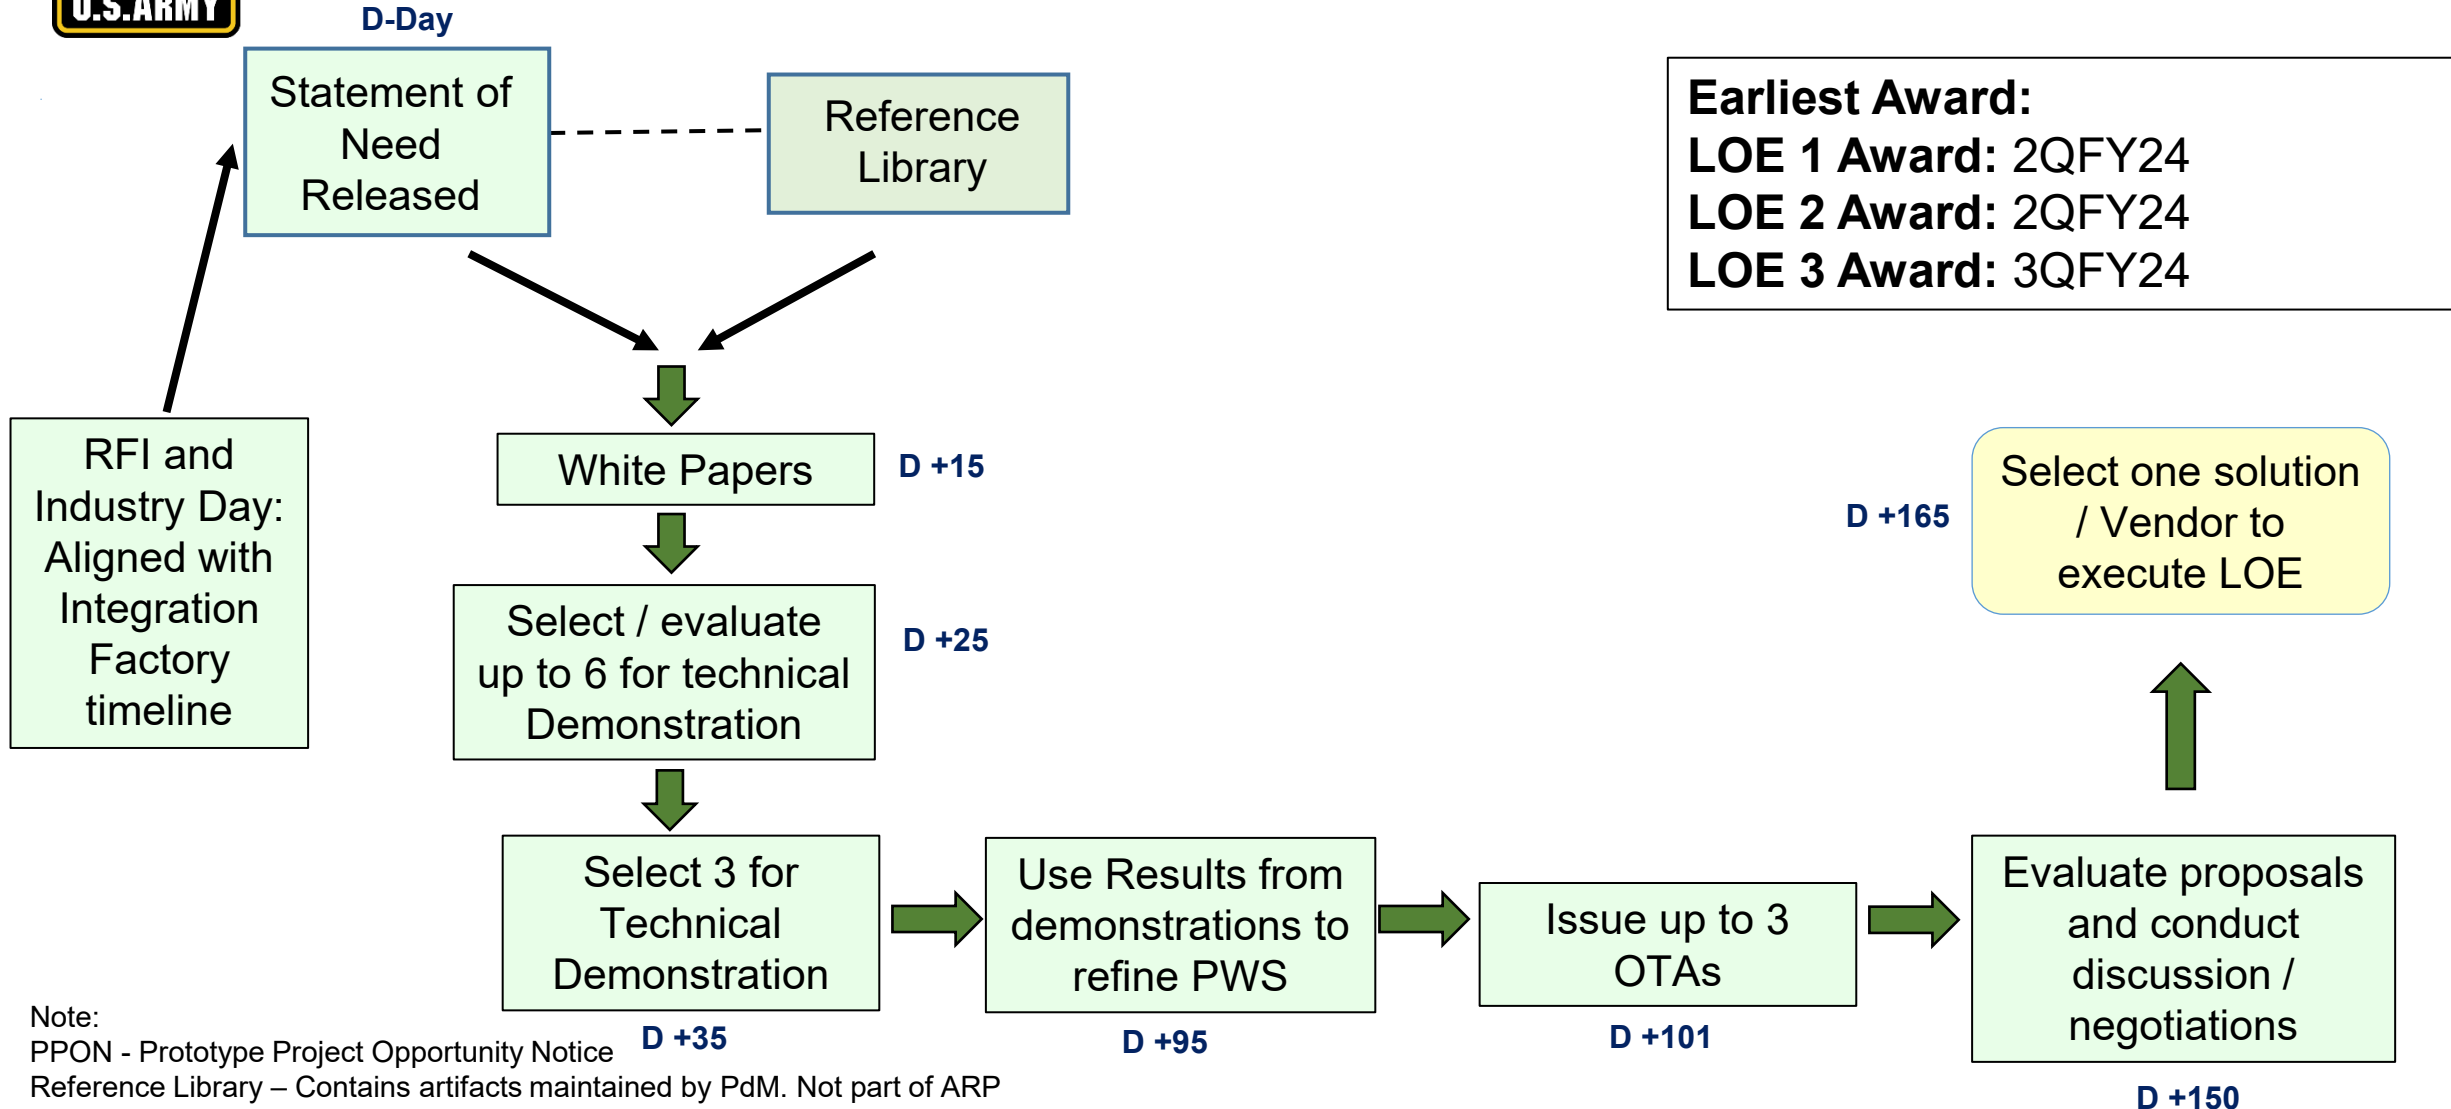 U.S.ARMY
D-Day
Statement of
Need
Released
Reference
Library
Earliest Award:
LOE 1 Award: 2QFY24
LOE 2 Award: 2QFY24
LOE 3 Award: 3QFY24
RFI and
Industry Day:
Aligned with
Integration
Factory
timeline
White Papers
D +15
Select / evaluate
up to 6 for technical
Demonstration
D +25
Select 3 for
Technical
Demonstration
D +35
Use Results from
demonstrations to
refine PWS
D +95
Issue up to 3
OTAs
D +101
Evaluate proposals
and conduct
discussion /
negotiations
D +150
Select one solution
/ Vendor to
execute LOE
D +165
Note:
PPON - Prototype Project Opportunity Notice
Reference Library – Contains artifacts maintained by PdM. Not part of ARP